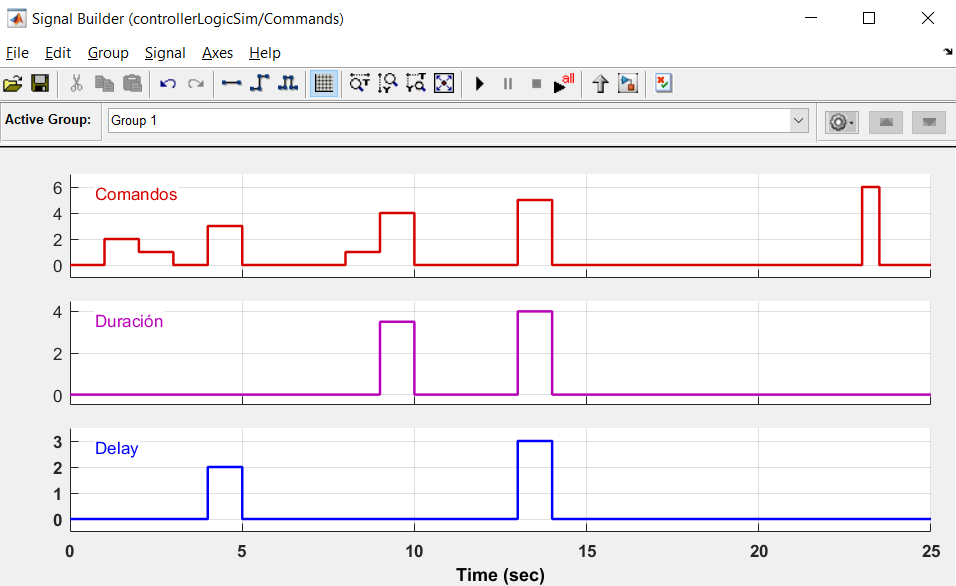 Signal Builder (controllerLogicSim/Commands)
File Edit Group Signal Axes Help
all
Active Group: Group 1
6
Comandos
4
2
0
4
Duración
2
0
3
Delay
2
1
0
0 5 10 15 20 25
Time (sec)